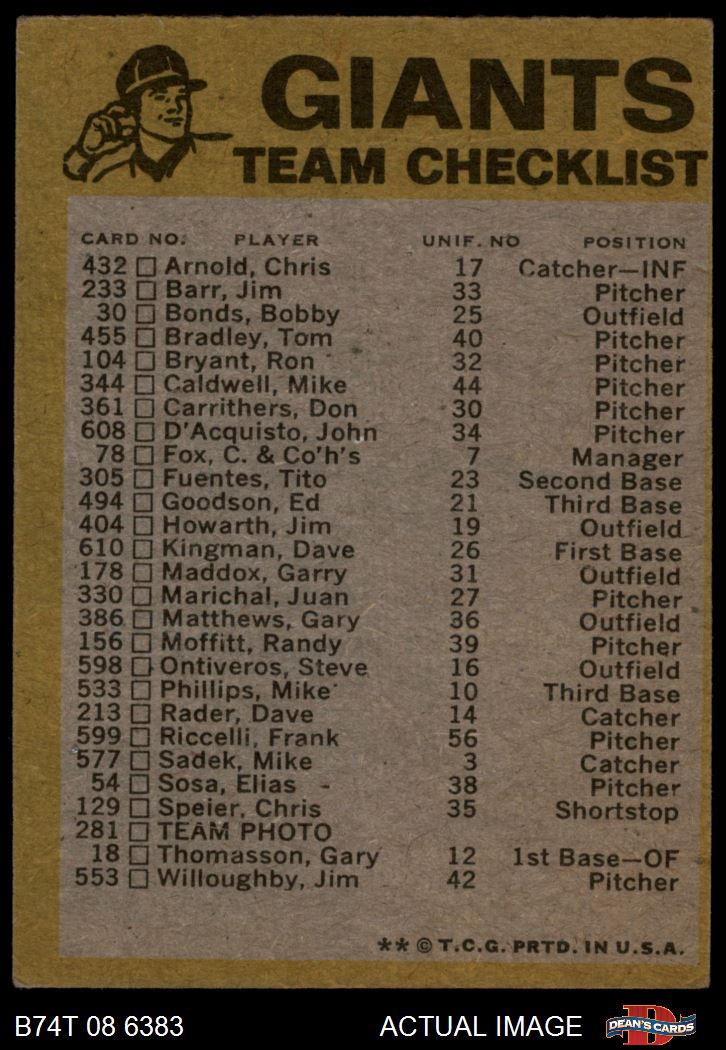 GIANTS
TEAM CHECKLIST
CARD NO. PLAYER UNIF. NO POSITION
432 Arnold, Chris 17 Catcher—INF
233 Barr, Jim 33 Pitcher
30 Bonds, Bobby 25 Outfield
455 Bradley, Tom 40 Pitcher
104 Bryant, Ron 32 Pitcher
344 Caldwell, Mike 44 Pitcher
361 Carrithers, Don 30 Pitcher
608 D'Acquisto, John 34 Pitcher
78 Fox, C. & Co'h's 7 Manager
305 Fuentes, Tito 23 Second Base
494 Goodson, Ed 21 Third Base
404 Howarth, Jim 19 Outfield
610 Kingman, Dave 26 First Base
178 Maddox, Garry 31 Outfield
330 Marichal, Juan 27 Pitcher
386 Matthews, Gary 36 Outfield
156 Moffitt, Randy 39 Pitcher
598 Ontiveros, Steve 16 Outfield
533 Phillips, Mike 10 Third Base
213 Rader, Dave 14 Catcher
599 Riccelli, Frank 56 Pitcher
577 Sadek, Mike 3 Catcher
54 Sosa, Elias 38 Pitcher
129 Speier, Chris 35 Shortstop
281 TEAM PHOTO
18 Thomasson, Gary 12 1st Base—OF
553 Willoughby, Jim 42 Pitcher
** © T.C.G. PRTD. IN U.S.A.
B74T 08 6383 ACTUAL IMAGE D DEAN'S CARDS